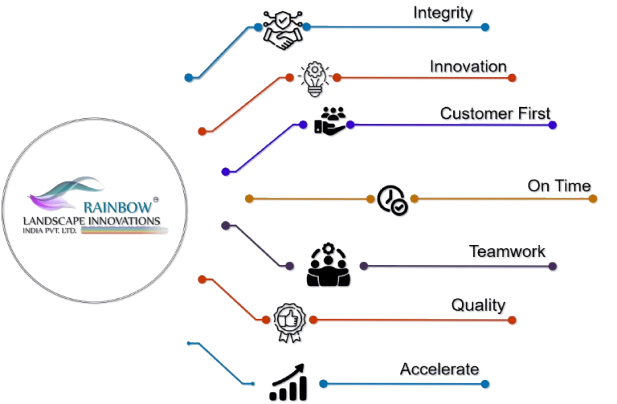 Integrity
Innovation
Customer First
On Time
RAINBOW®
LANDSCAPE INNOVATIONS
INDIA PVT. LTD.
Teamwork
Quality
Accelerate